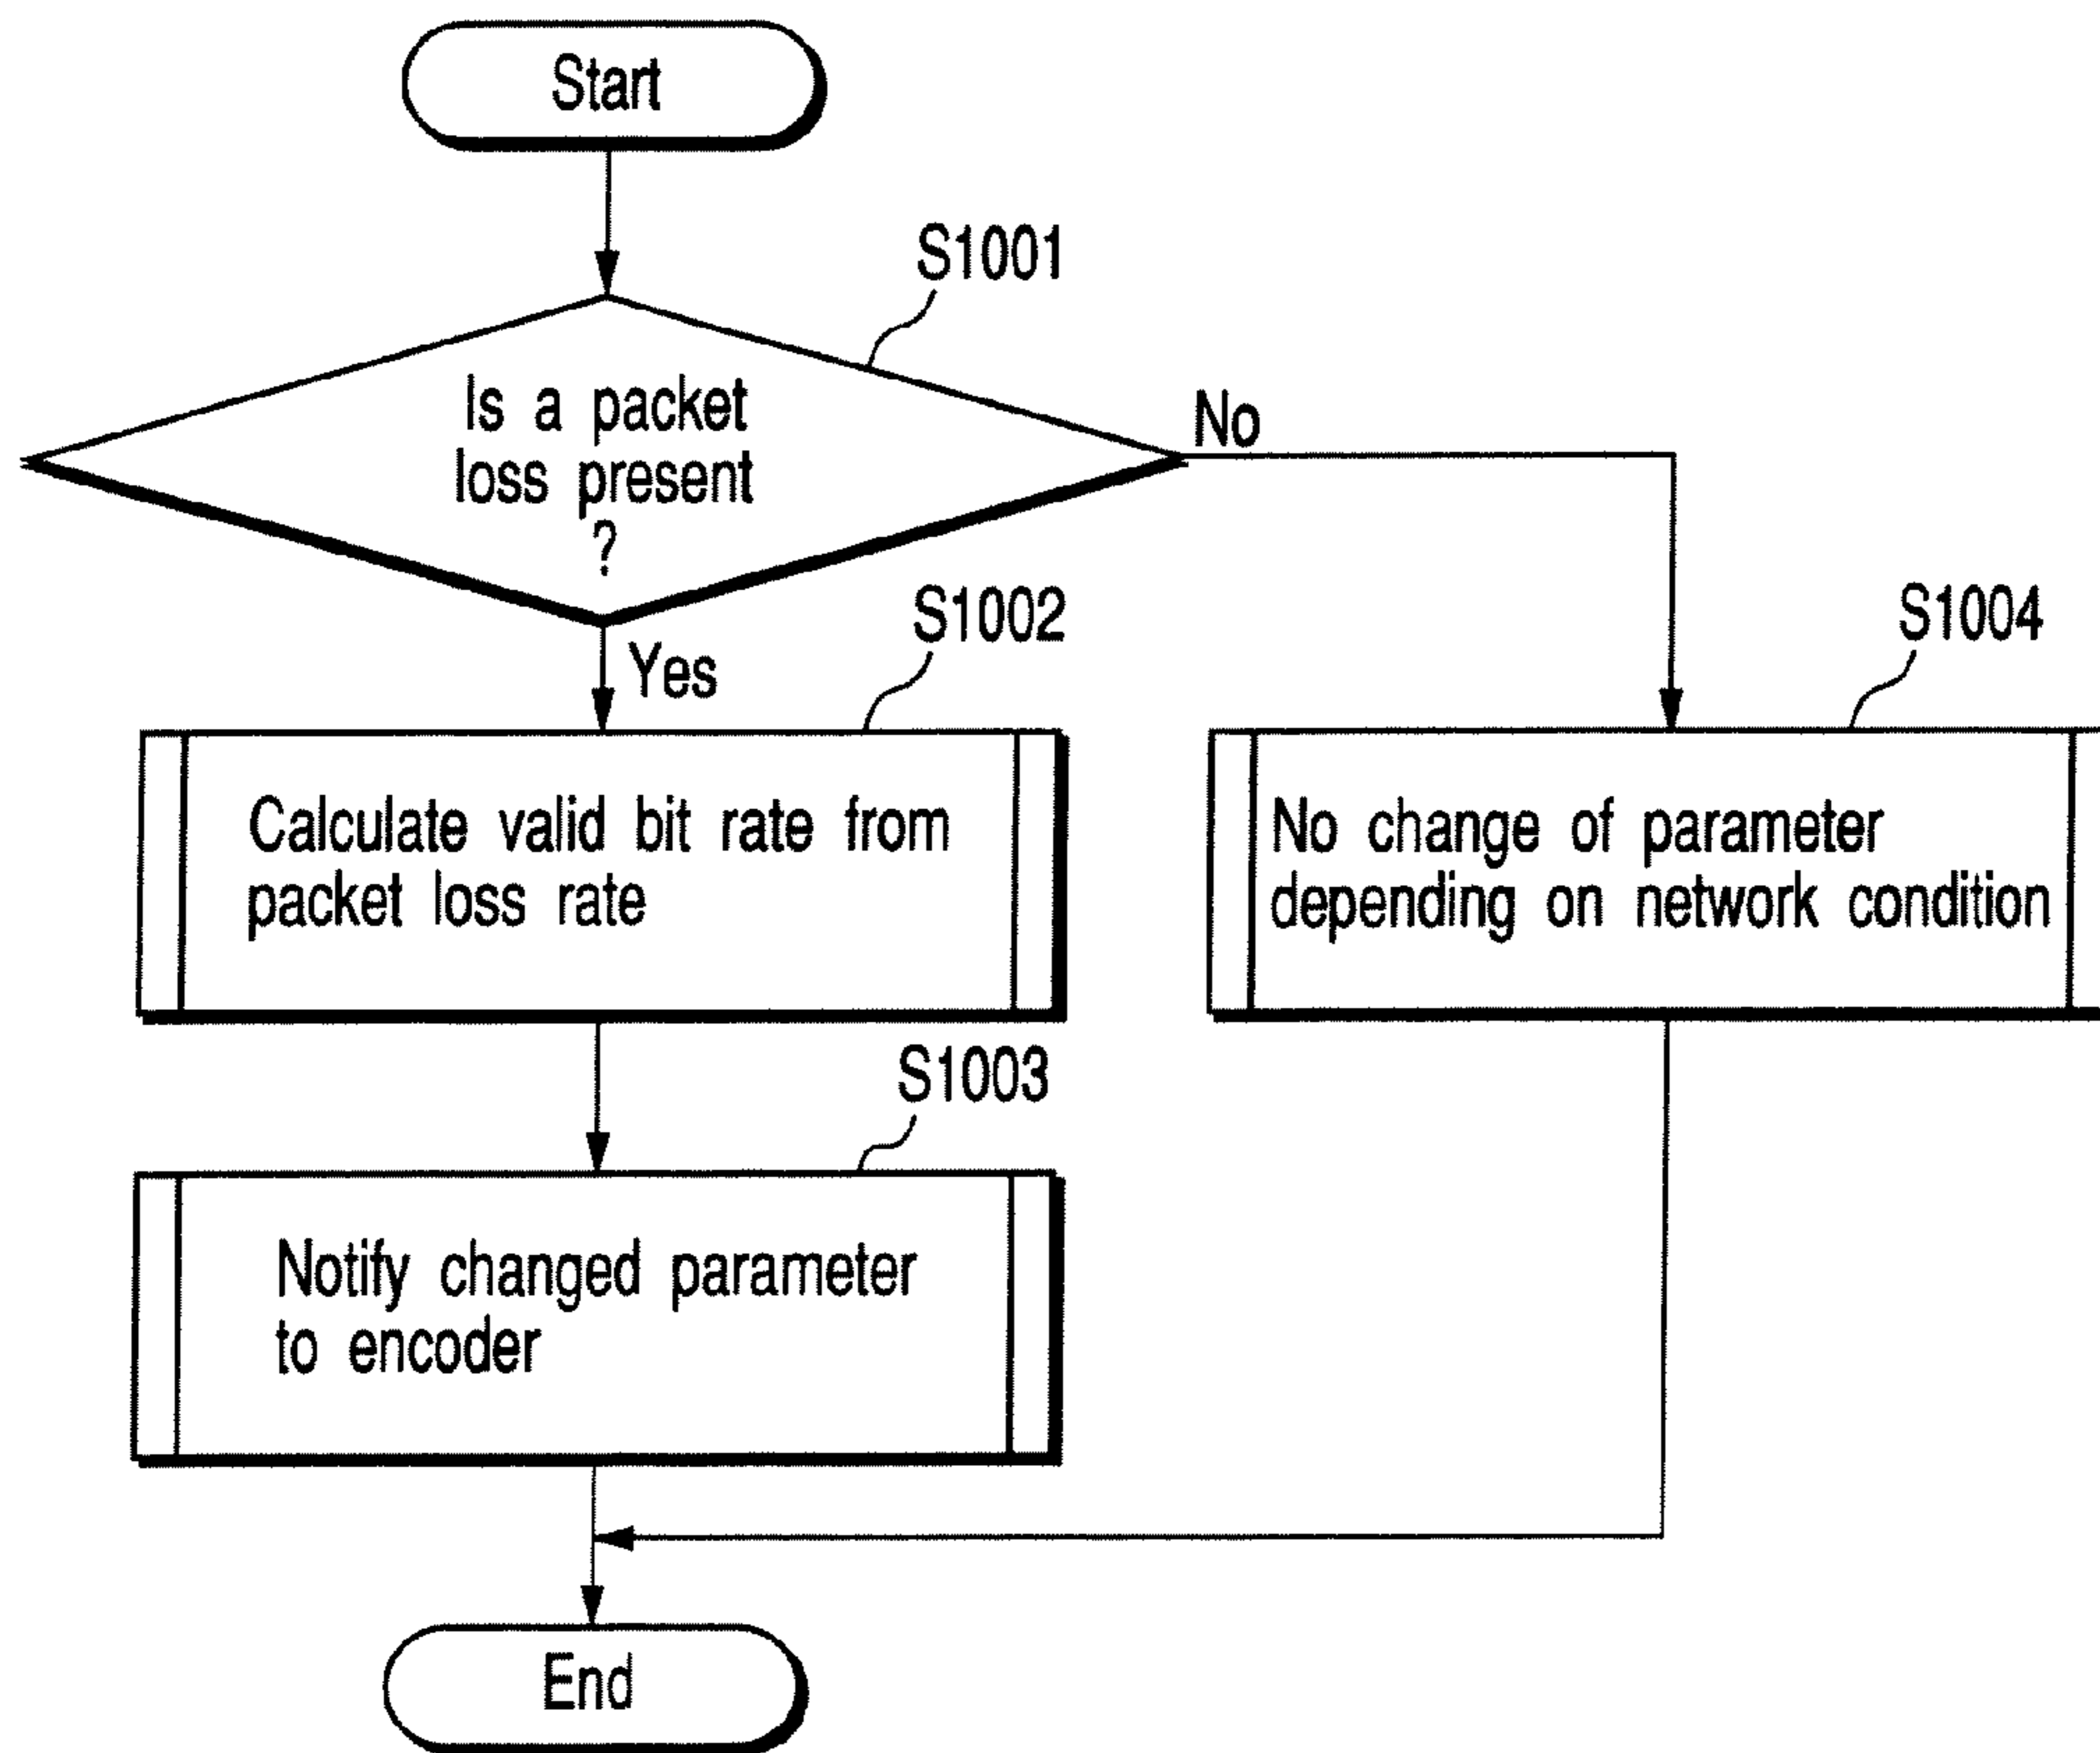 Start
S1001
Is a packet
loss present
?
No
Yes
S1002
Calculate valid bit rate from
packet loss rate
S1004
No change of parameter
depending on network condition
S1003
Notify changed parameter
to encoder
End